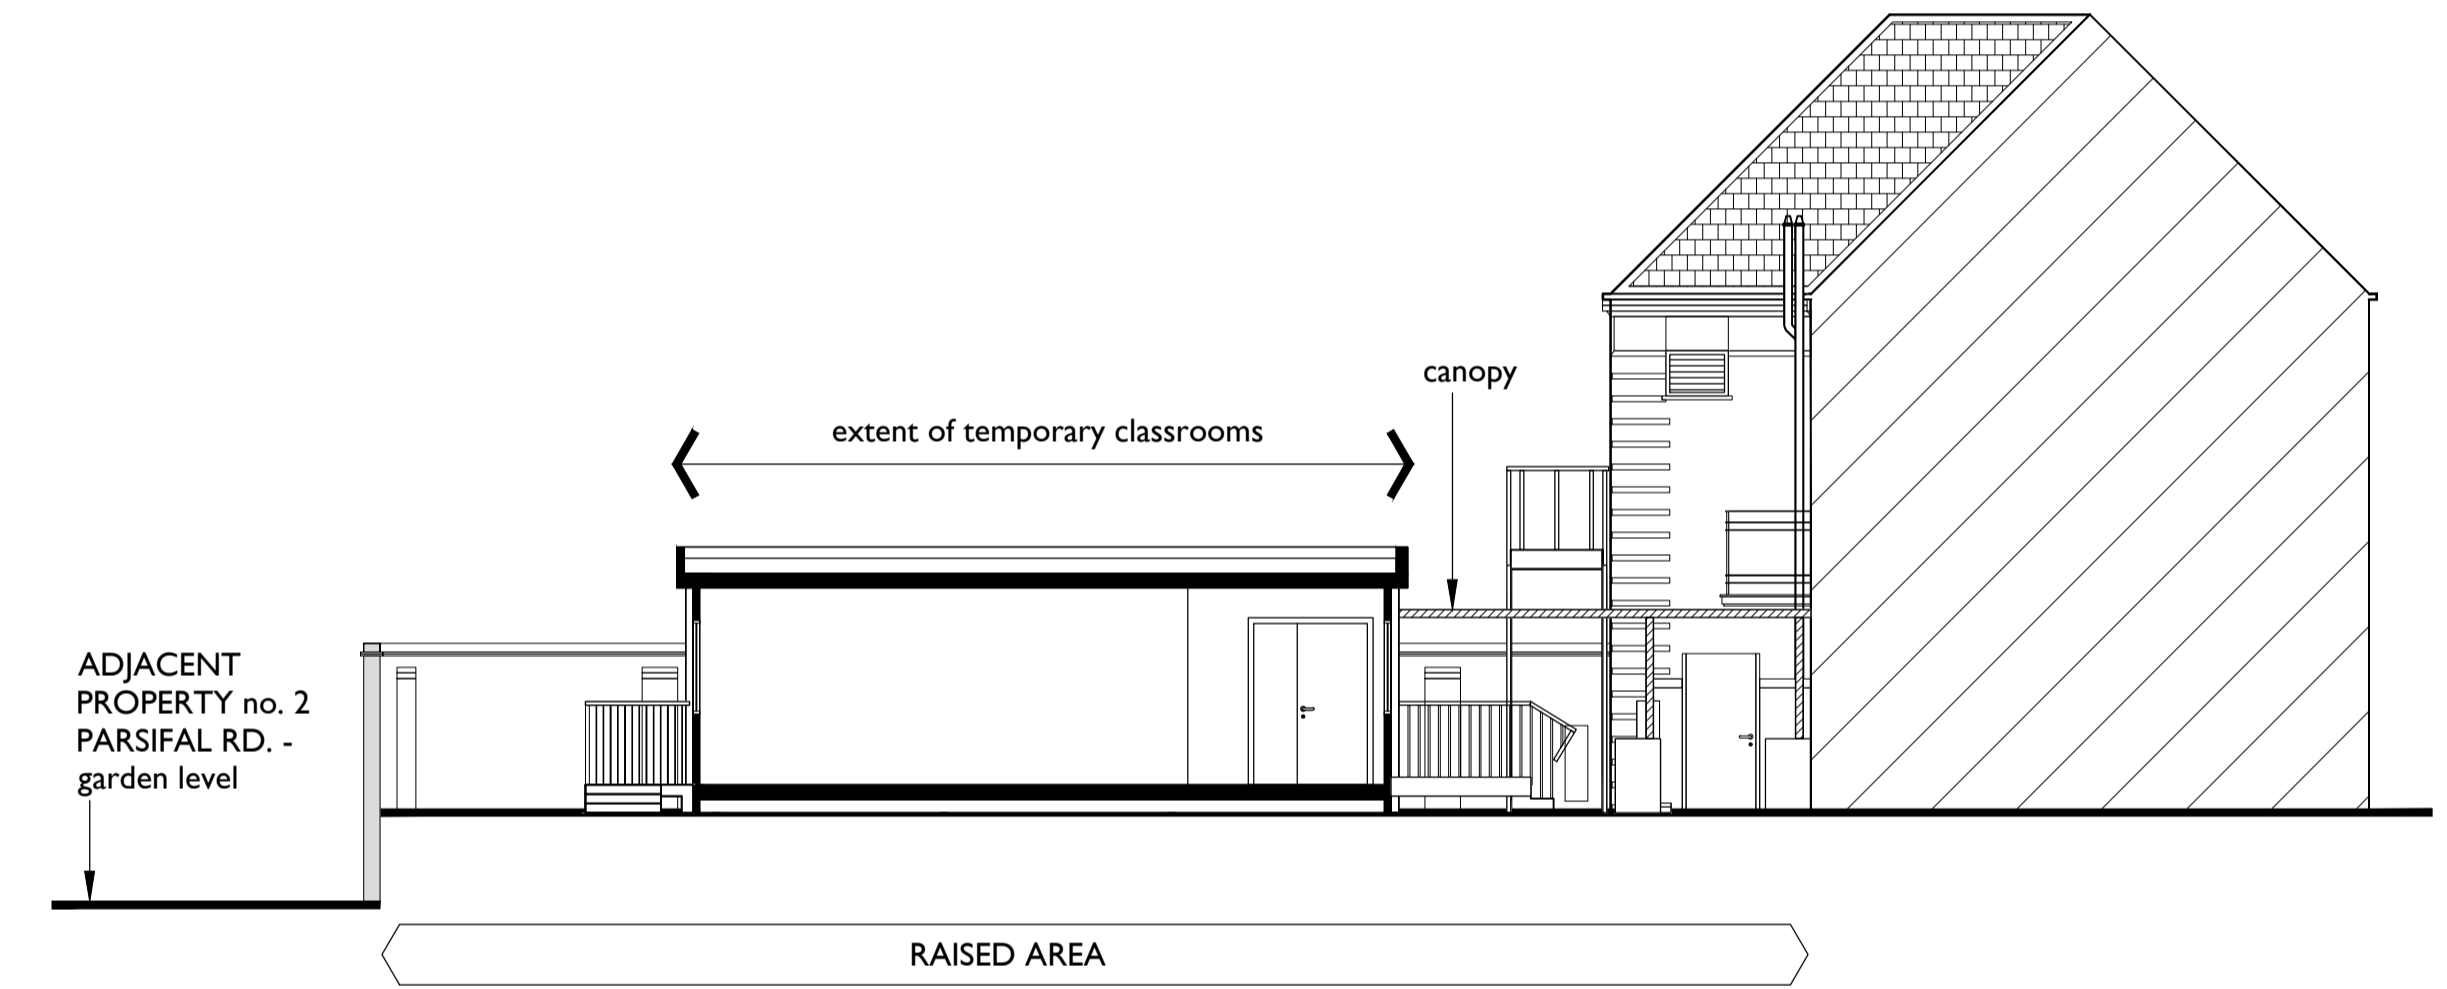 canopy
extent of temporary classrooms
ADJACENT
PROPERTY no. 2
PARSIFAL RD. -
garden level
RAISED AREA